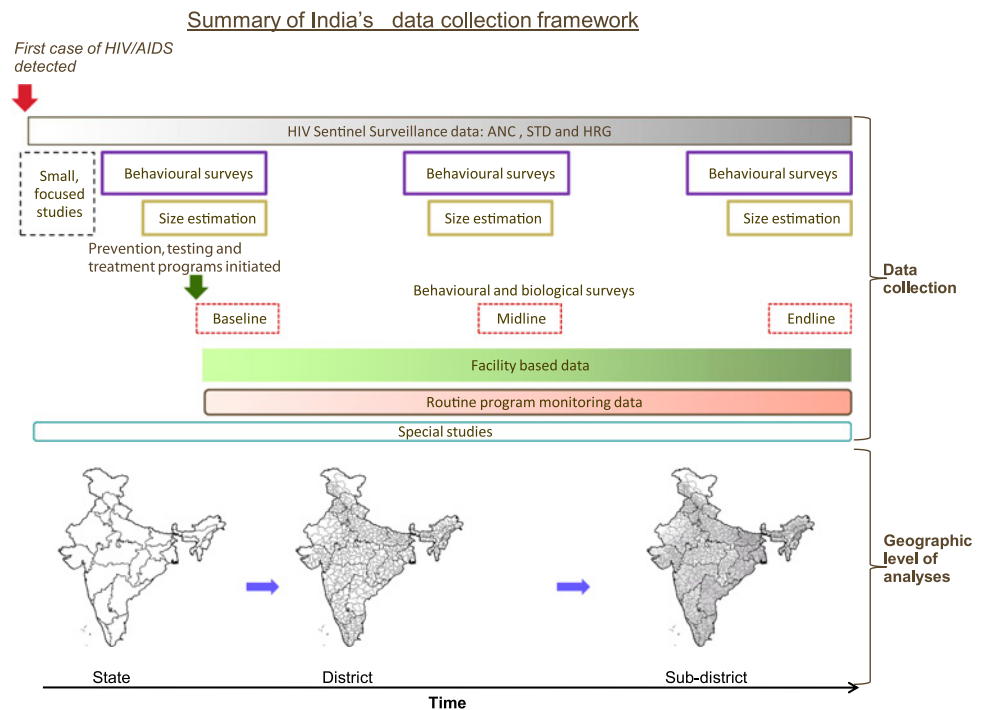 Summary of India's data collection framework
First case of HIV/AIDS
detected
HIV Sentinel Surveillance data: ANC , STD and HRG
Small,
focused
studies
Behavioural surveys
Behavioural surveys
Behavioural surveys
Size estimation
Size estimation
Size estimation
Prevention, testing and
treatment programs initiated
Data
collection
Behavioural and biological surveys
Baseline
Midline
Endline
Facility based data
Routine program monitoring data
Special studies
Geographic
level of
analyses
State
District
Sub-district
Time